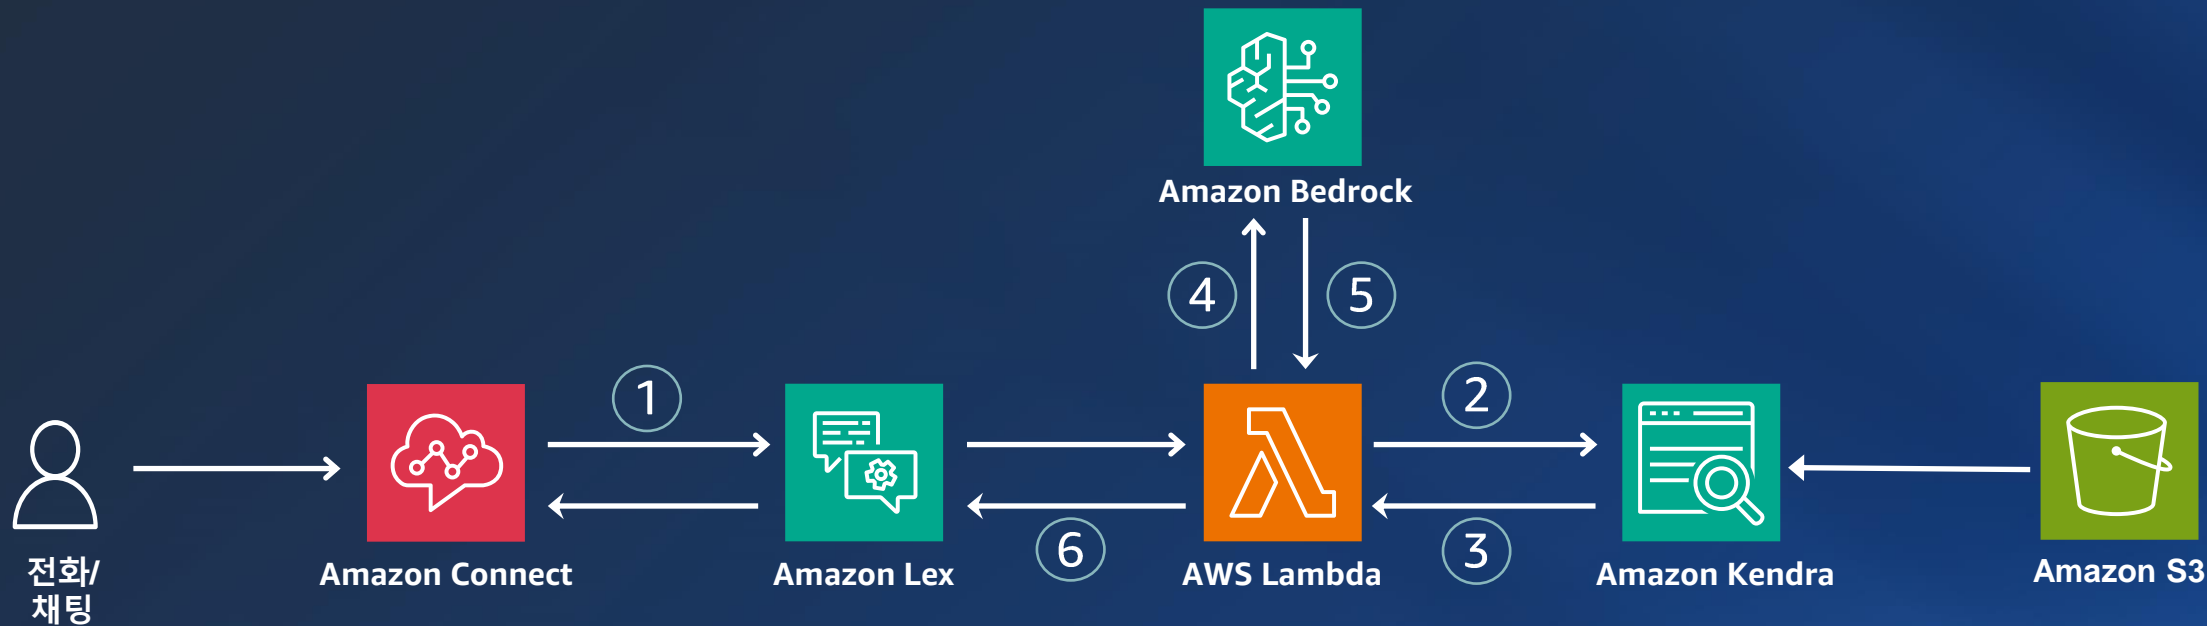 Amazon Bedrock
4
5
1
2
6
3
전화/
채팅
Amazon Connect
Amazon Lex
AWS Lambda
Amazon Kendra
Amazon S3